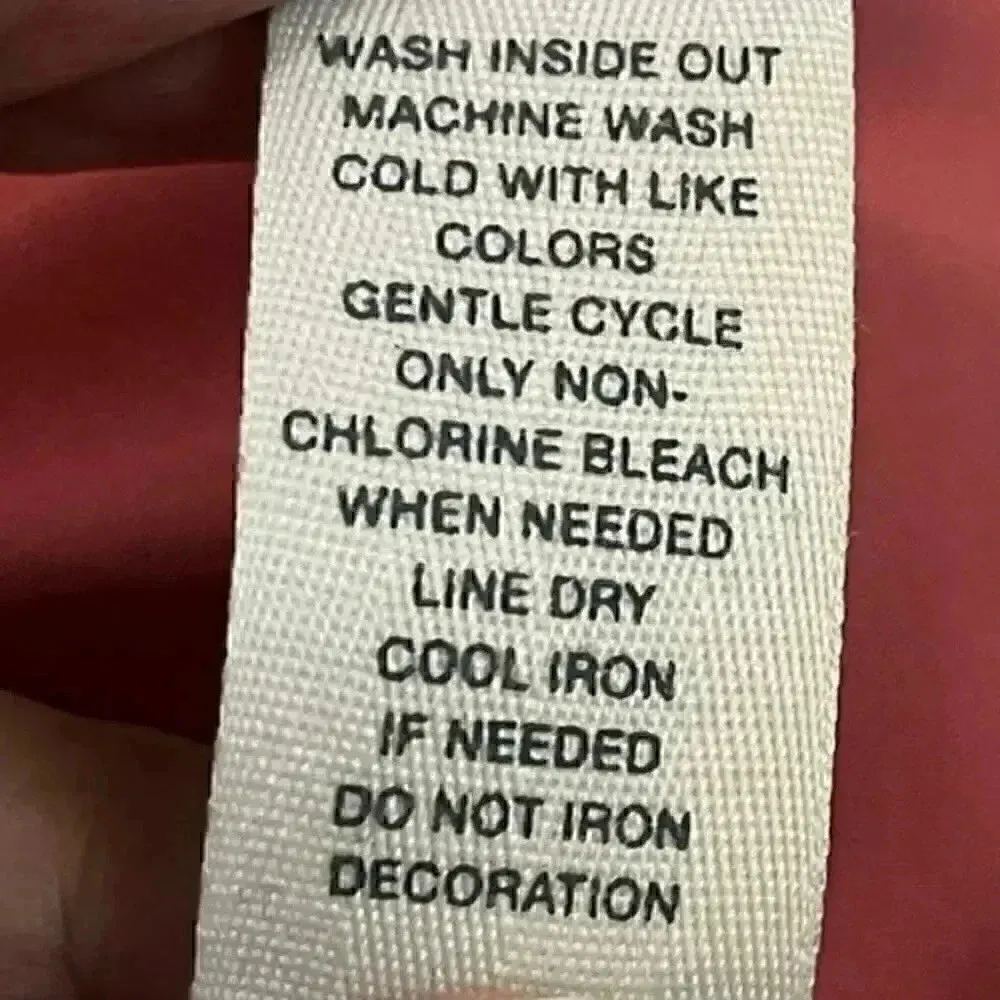 WASH INSIDE OUT
MACHINE WASH
COLD WITH LIKE
COLORS
GENTLE CYCLE
ONLY NON-
CHLORINE BLEACH
WHEN NEEDED
LINE DRY
COOL IRON
IF NEEDED
DO NOT IRON
DECORATION